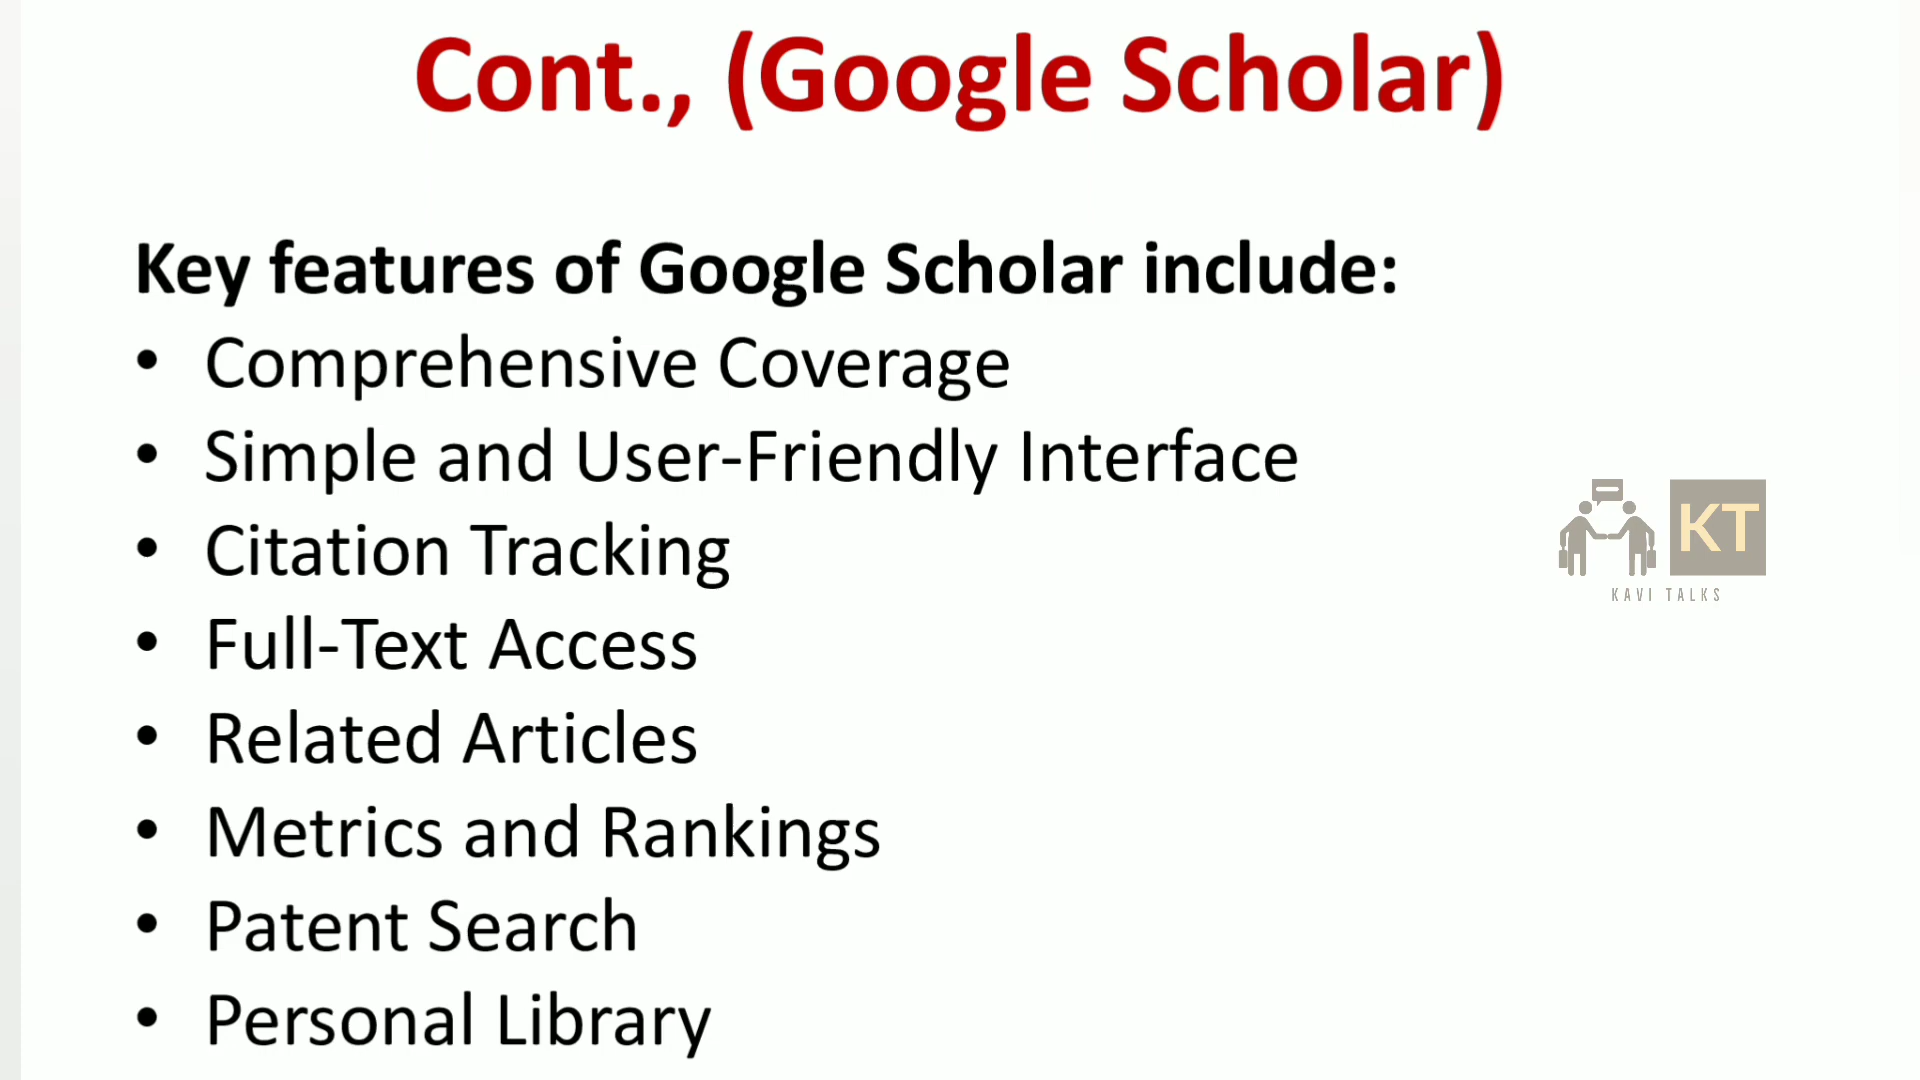 Cont., (Google Scholar)
Key features of Google Scholar include:
• Comprehensive Coverage
• Simple and User-Friendly Interface
• Citation Tracking
• Full-Text Access
• Related Articles
• Metrics and Rankings
• Patent Search
• Personal Library
KT
KAVI TALKS